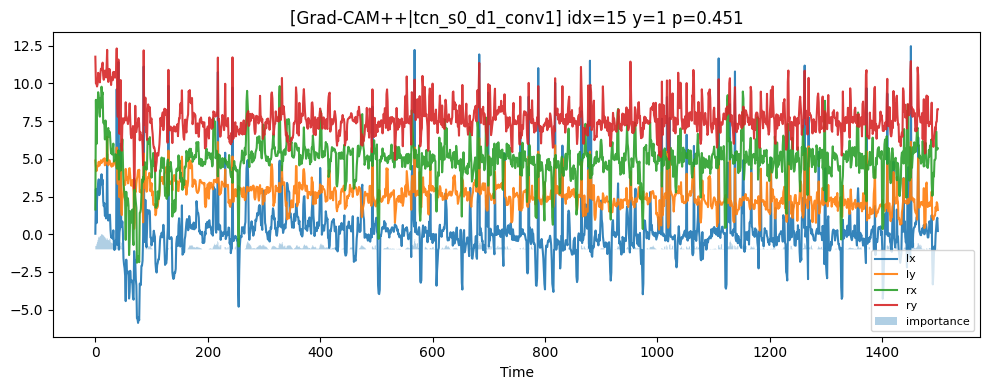 [Grad-CAM++|tcn_s0_d1_conv1] idx=15 y=1 p=0.451
12.5
10.0
7.5
5.0
2.5
0.0
−2.5
−5.0
0 200 400 600 800 1000 1200 1400
Time
lx
ly
rx
ry
importance